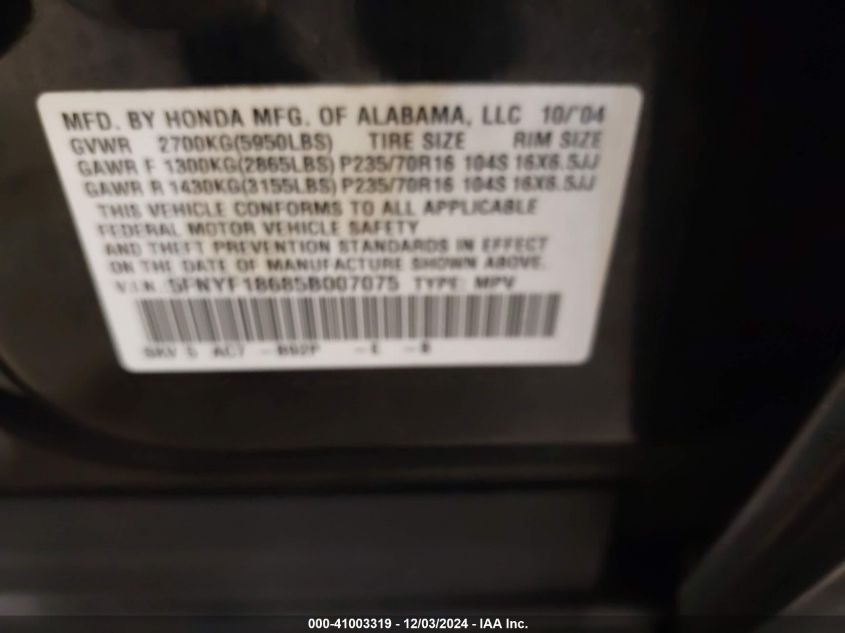 MFD. BY HONDA MFG. OF ALABAMA, LLC 10/'04
GVWR 2700KG(5950LBS) TIRE SIZE RIM SIZE
GAWR F 1300KG(2865LBS) P235/70R16 104S 16X6.5JJ
GAWR R 1430KG(3155LBS) P235/70R16 104S 16X6.5JJ
THIS VEHICLE CONFORMS TO ALL APPLICABLE
FEDERAL MOTOR VEHICLE SAFETY
AND THEFT PREVENTION STANDARDS IN EFFECT
ON THE DATE OF MANUFACTURE SHOWN ABOVE.
V.I.N. 5FNYF18685B007075 TYPE: MPV
000-41003319 - 12/03/2024 - IAA Inc.